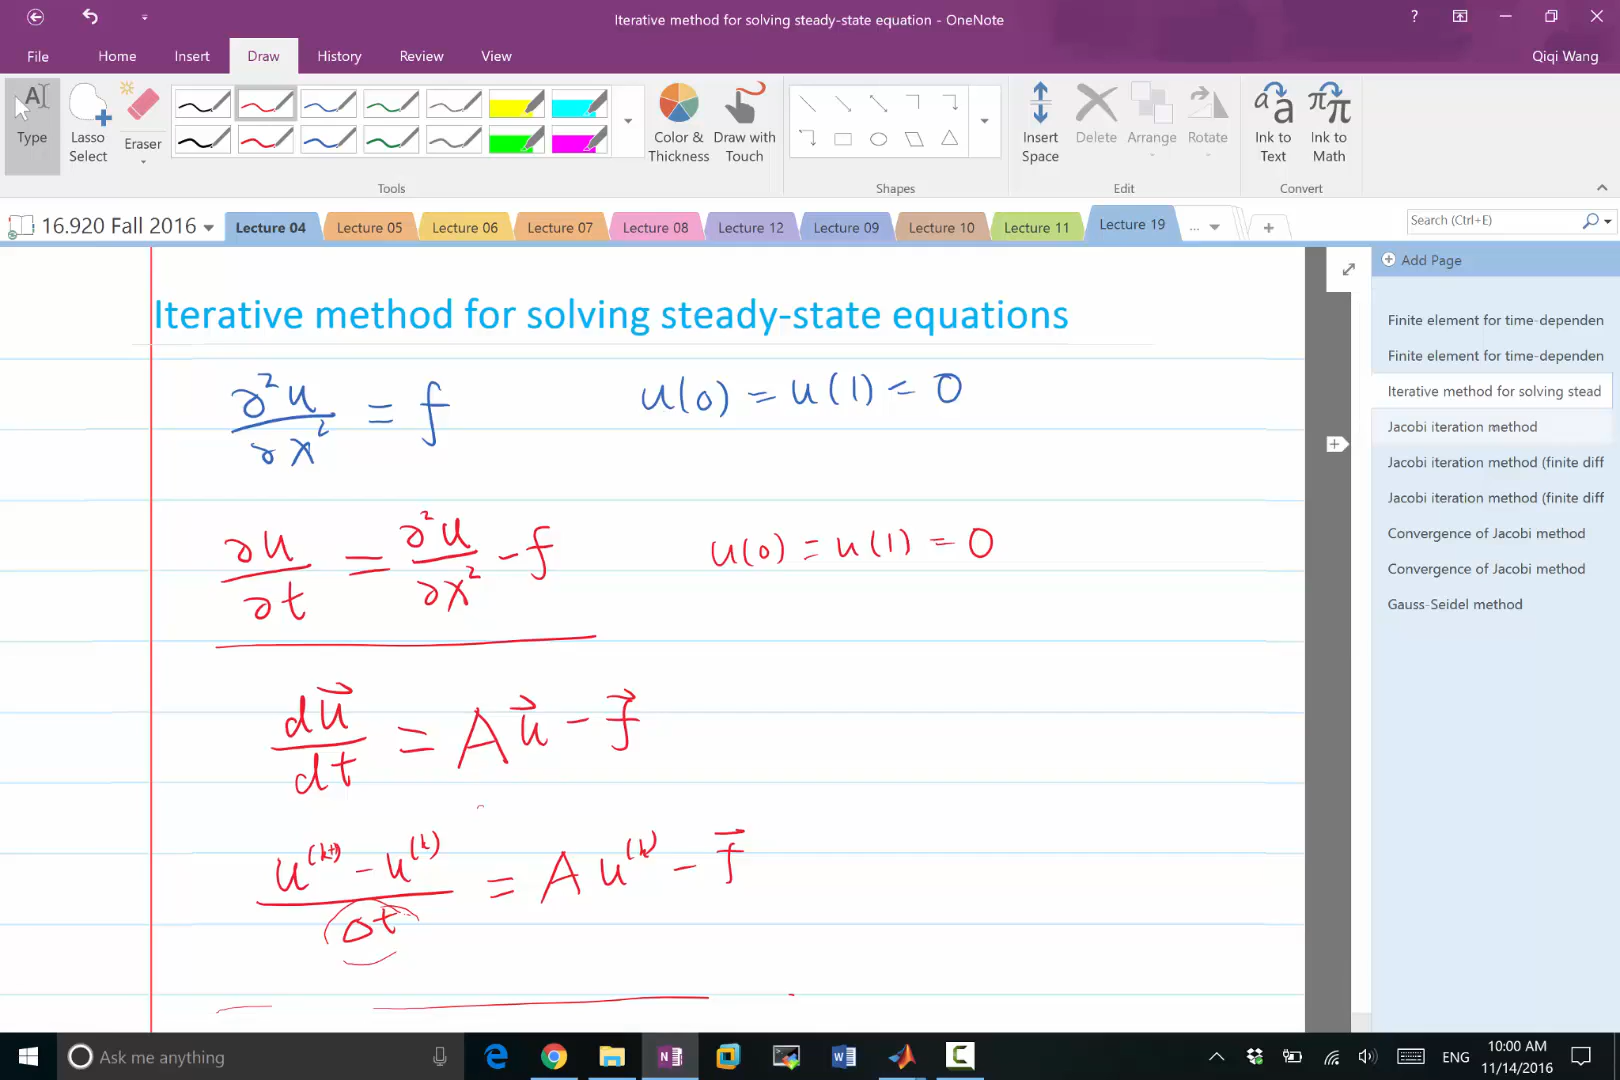 Iterative method for solving steady-state equation - OneNote
?
File Home Insert Draw History Review View
Qiqi Wang
Type
Lasso Select
Eraser
Color & Thickness
Draw with Touch
Insert Space
Delete
Arrange
Rotate
Ink to Text
Ink to Math
Tools
Shapes
Edit
Convert
16.920 Fall 2016
Lecture 04 Lecture 05 Lecture 06 Lecture 07 Lecture 08 Lecture 12 Lecture 09 Lecture 10 Lecture 11 Lecture 19 ...
Search (Ctrl+E)
Add Page
Finite element for time-dependen
Finite element for time-dependen
Iterative method for solving stead
Jacobi iteration method
Jacobi iteration method (finite diff
Jacobi iteration method (finite diff
Convergence of Jacobi method
Convergence of Jacobi method
Gauss-Seidel method
Iterative method for solving steady-state equations
∂²u/∂x² = f u(0) = u(1) = 0
∂u/∂t = ∂²u/∂x² - f u(0) = u(1) = 0
du⃗/dt = Au⃗ - f⃗
(u^(k+1) - u^(k))/Δt = Au^(k) - f⃗
Ask me anything
ENG
10:00 AM
11/14/2016